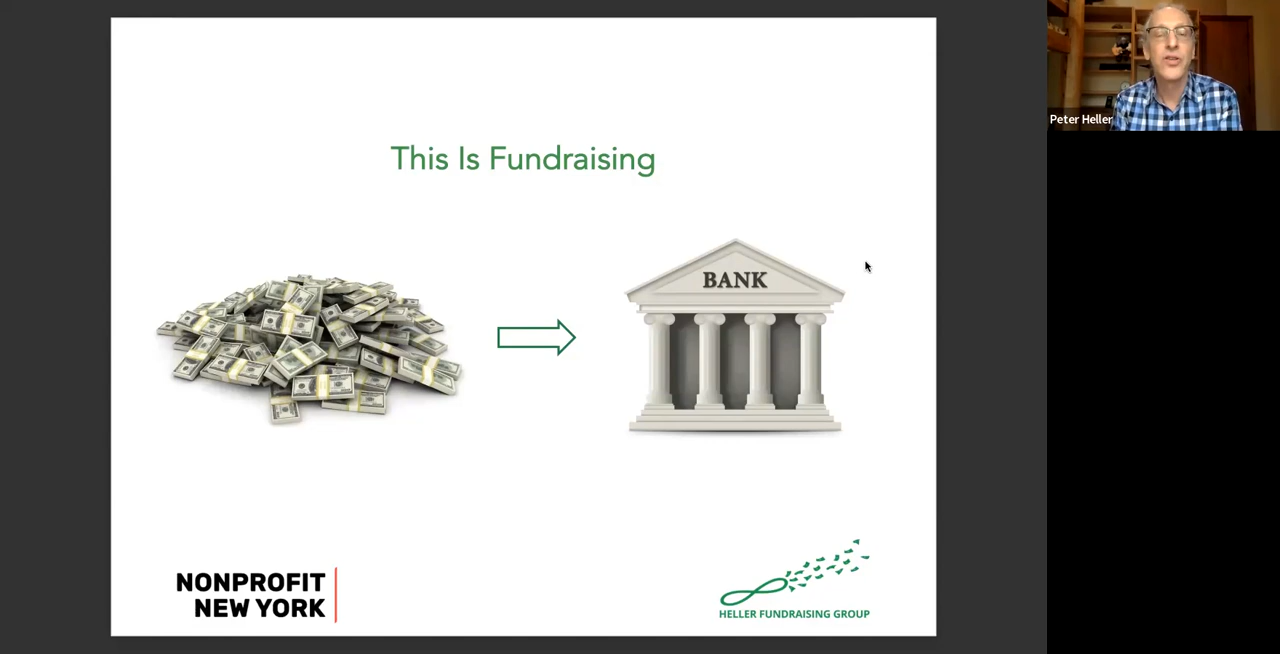 This Is Fundraising
BANK
NONPROFIT
NEW YORK
HELLER FUNDRAISING GROUP
Peter Heller